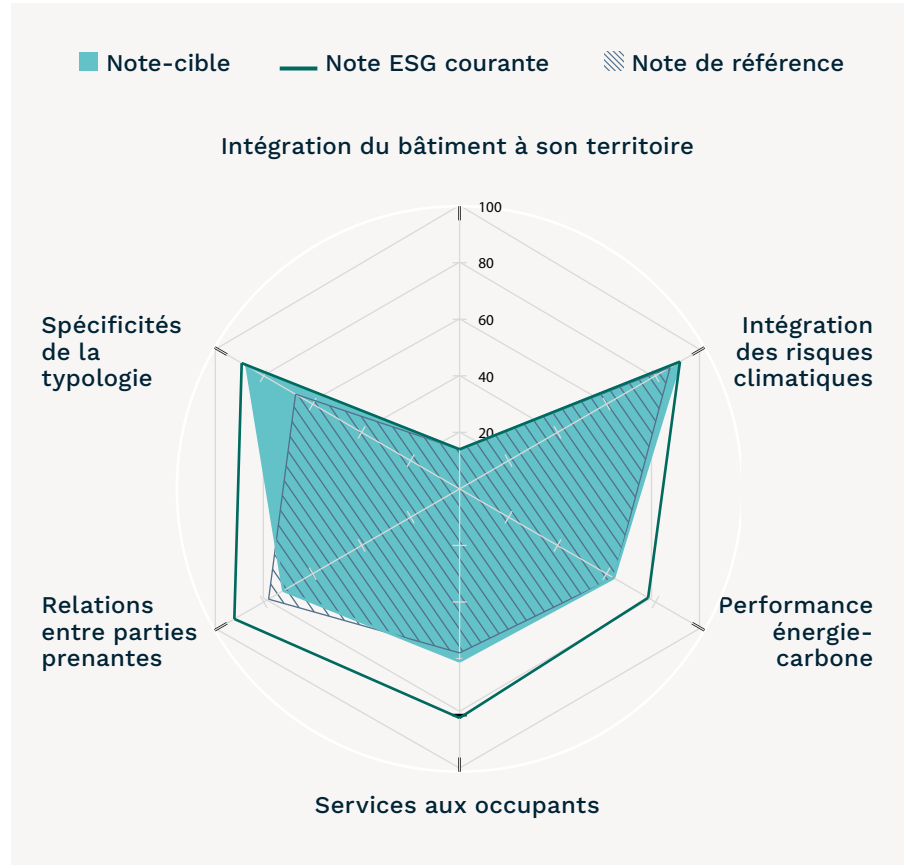 Note-cible
Note ESG courante
Note de référence
Intégration du bâtiment à son territoire
100
80
60
40
20
Spécificités
de la
typologie
Intégration
des risques
climatiques
Relations
entre parties
prenantes
Performance
énergie-
carbone
Services aux occupants